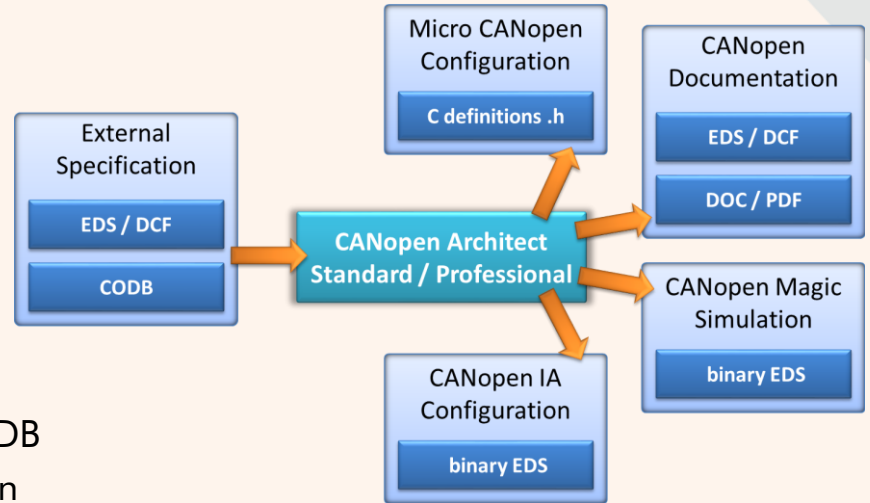 External
Specification
EDS / DCF
CODB
Micro CANopen
Configuration
C definitions .h
CANopen
Documentation
EDS / DCF
DOC / PDF
CANopen Architect
Standard / Professional
CANopen Magic
Simulation
binary EDS
CANopen IA
Configuration
binary EDS
DB
n